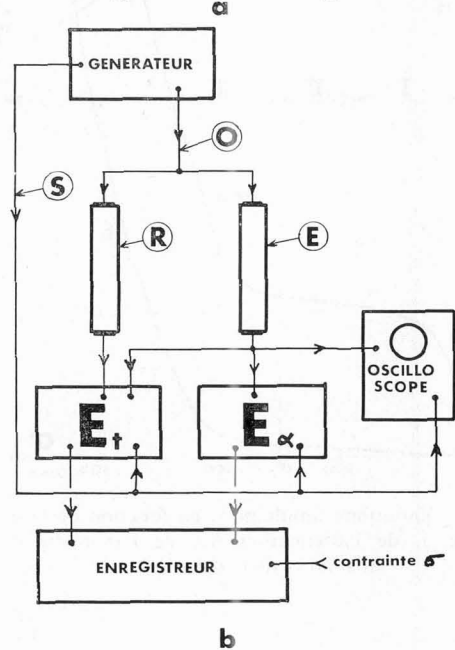 a
GENERATEUR
O
S
R
E
OSCILLO
SCOPE
Et
Eα
ENREGISTREUR
contrainte σ
b